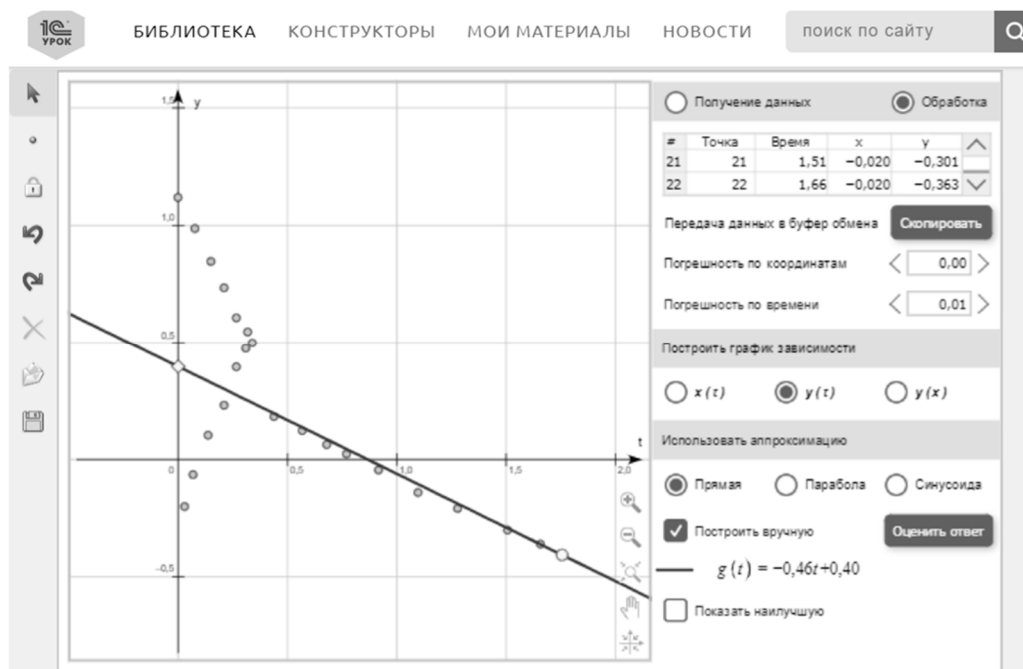 1С:
УРОК
БИБЛИОТЕКА КОНСТРУКТОРЫ МОИ МАТЕРИАЛЫ НОВОСТИ поиск по сайту
Получение данных Обработка
# Точка Время x y
21 21 1,51 −0,020 −0,301
22 22 1,66 −0,020 −0,363
Передача данных в буфер обмена Скопировать
Погрешность по координатам 0,00
Погрешность по времени 0,01
Построить график зависимости
x(t) y(t) y(x)
Использовать аппроксимацию
Прямая Парабола Синусоида
Построить вручную Оценить ответ
g(t) = −0,46t+0,40
Показать наилучшую
1,5 y
1,0
0,5
t
0 0,5 1,0 1,5 2,0
-0,5